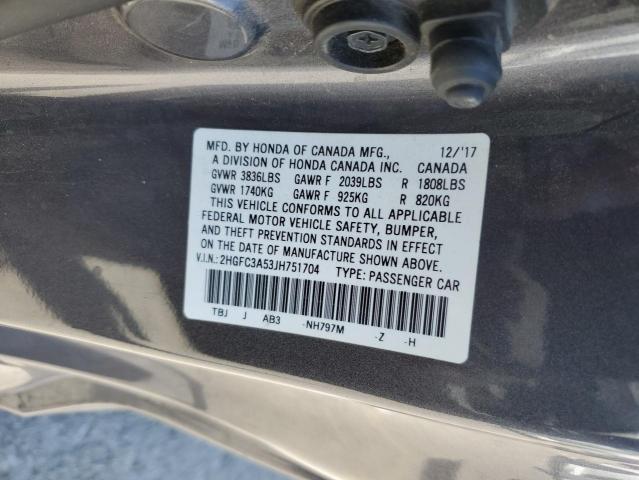 MFD. BY HONDA OF CANADA MFG., 12/'17
A DIVISION OF HONDA CANADA INC. CANADA
GVWR 3836LBS GAWR F 2039LBS R 1808LBS
GVWR 1740KG GAWR F 925KG R 820KG
THIS VEHICLE CONFORMS TO ALL APPLICABLE
FEDERAL MOTOR VEHICLE SAFETY, BUMPER,
AND THEFT PREVENTION STANDARDS IN EFFECT
ON THE DATE OF MANUFACTURE SHOWN ABOVE.
V.I.N.: 2HGFC3A53JH751704 TYPE: PASSENGER CAR
TBJ J AB3 -NH797M -Z -H